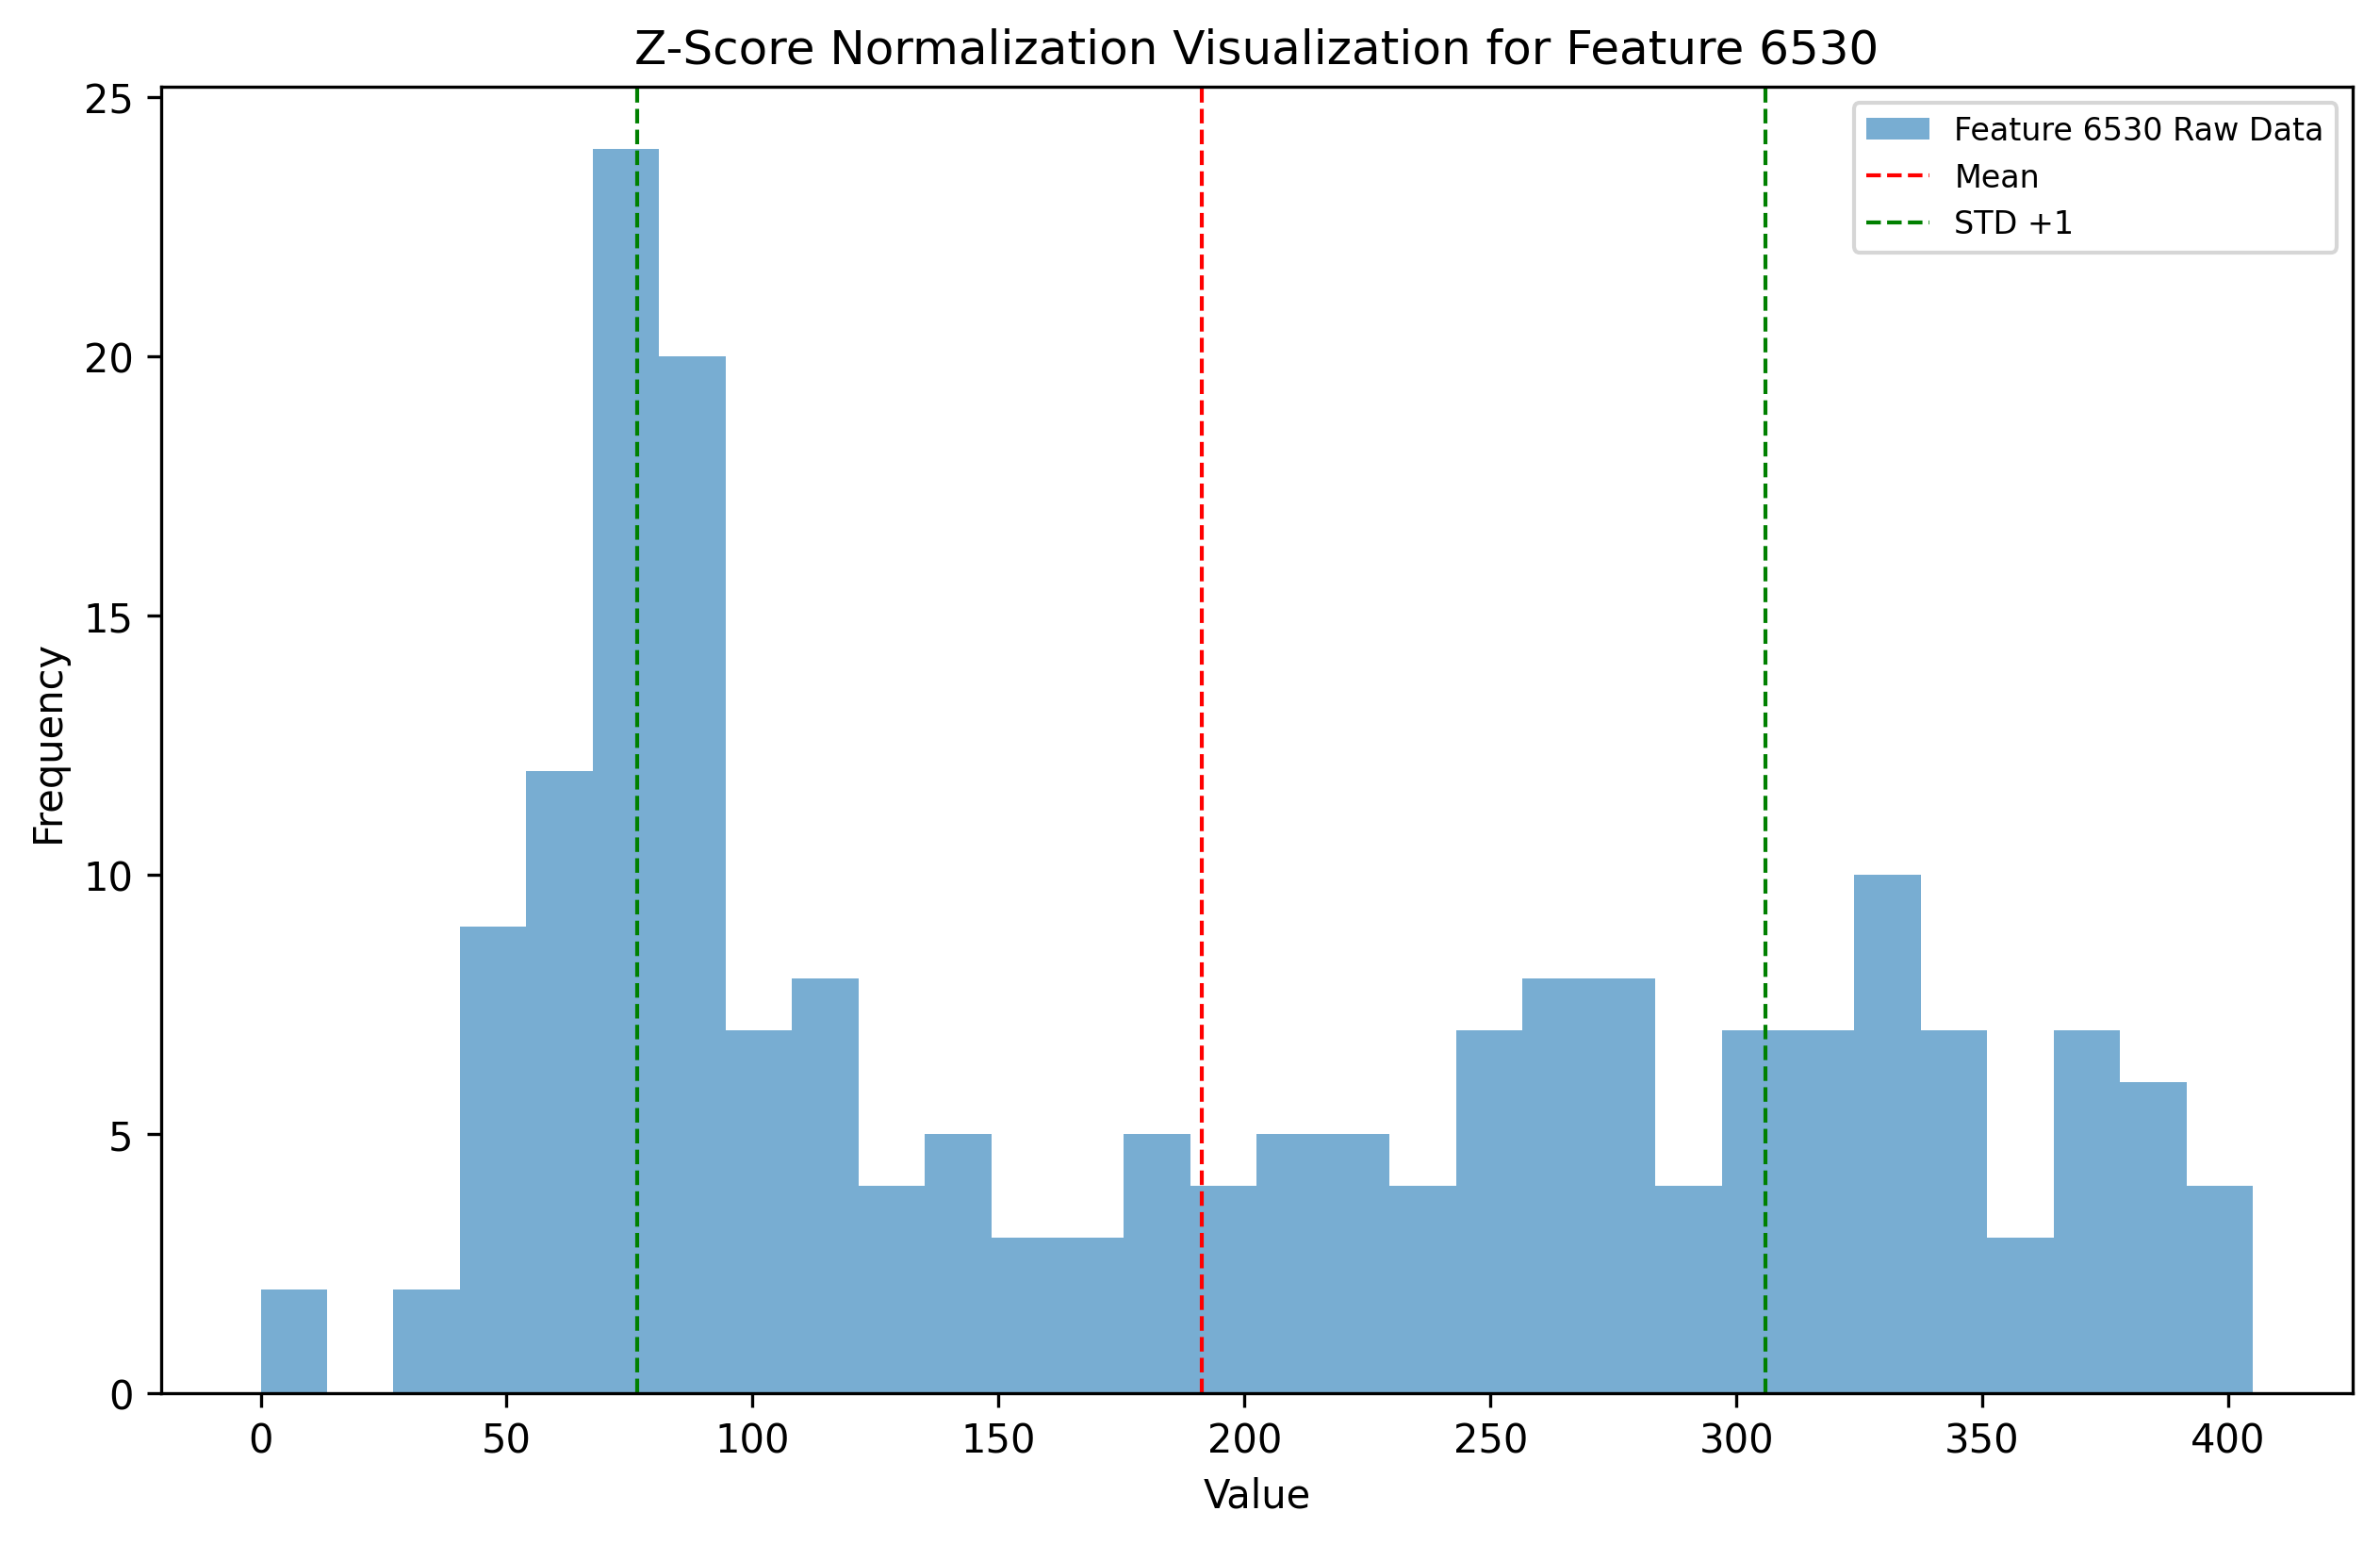 Z-Score Normalization Visualization for Feature 6530
Feature 6530 Raw Data
Mean
STD +1
25
20
15
10
5
0
Frequency
0 50 100 150 200 250 300 350 400
Value